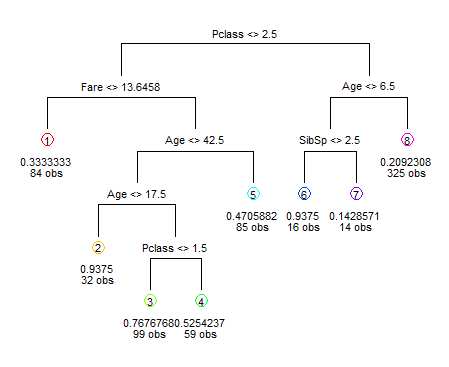 Pclass <> 2.5
Fare <> 13.6458
Age <> 6.5
1
Age <> 42.5
SibSp <> 2.5
8
0.3333333
84 obs
0.2092308
325 obs
Age <> 17.5
5
6
7
0.4705882
85 obs
0.9375
16 obs
0.1428571
14 obs
2
Pclass <> 1.5
0.9375
32 obs
3
4
0.7676768
0.5254237
99 obs
59 obs